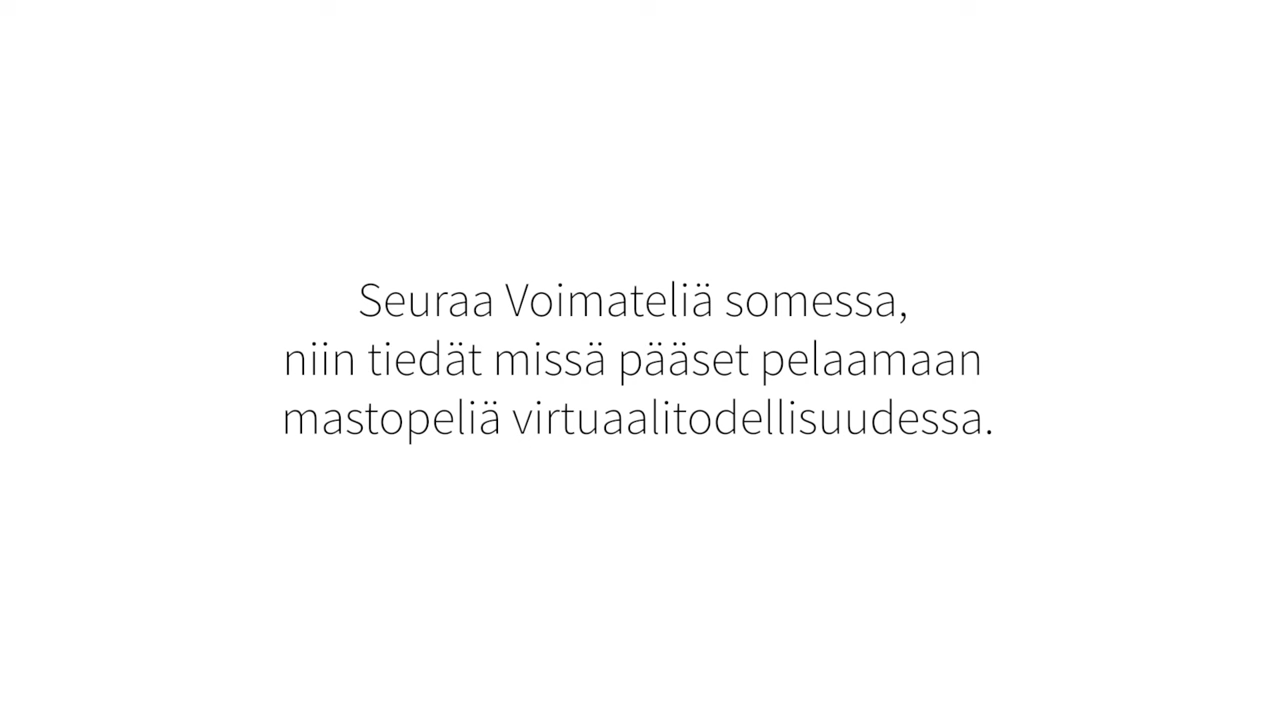 Seuraa Voimateliä somessa,
niin tiedät missä pääset pelaamaan
mastopeliä virtuaalitodellisuudessa.